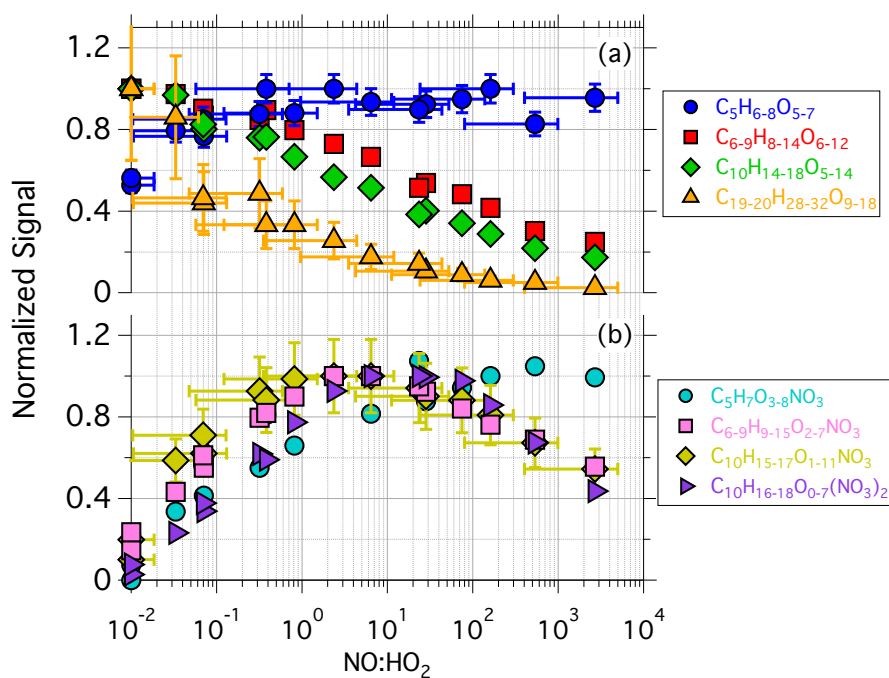 (a)
1.2
0.8
0.4
0
C₅H₆₋₈O₅₋₇
C₆₋₉H₈₋₁₄O₆₋₁₂
C₁₀H₁₄₋₁₈O₅₋₁₄
C₁₉₋₂₀H₂₈₋₃₂O₉₋₁₈
Normalized Signal
(b)
1.2
0.8
0.4
0
C₅H₇O₃₋₈NO₃
C₆₋₉H₉₋₁₅O₂₋₇NO₃
C₁₀H₁₅₋₁₇O₁₋₁₁NO₃
C₁₀H₁₆₋₁₈O₀₋₇(NO₃)₂
10⁻² 10⁻¹ 10⁰ 10¹ 10² 10³ 10⁴
NO:HO₂